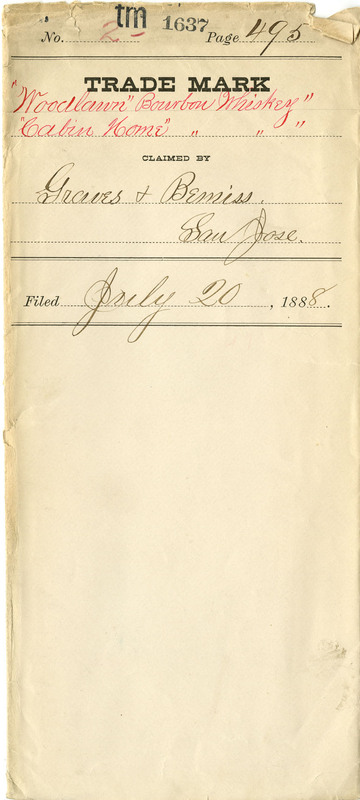 tm 1637
No. 2 Page 495
TRADE MARK
"Woodlawn" Bourbon Whiskey"
"Cabin Home" " " "
CLAIMED BY
Graves & Bemiss.
San Jose.
Filed July 20, 1888.